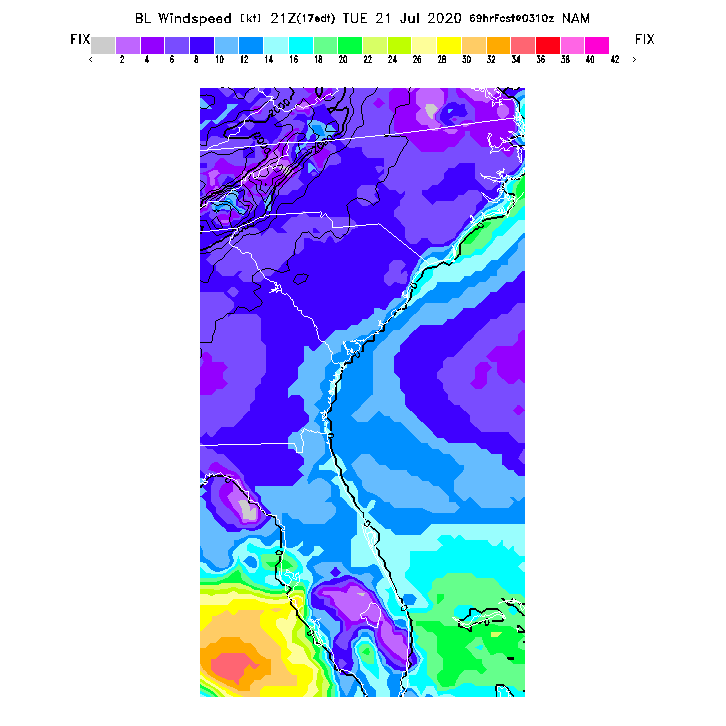 BL Windspeed [kt] 21Z(17edt) TUE 21 Jul 2020 69hrFcst@0310z NAM
FIX FIX
< 2 4 6 8 10 12 14 16 18 20 22 24 26 28 30 32 34 36 38 40 42 >
2000